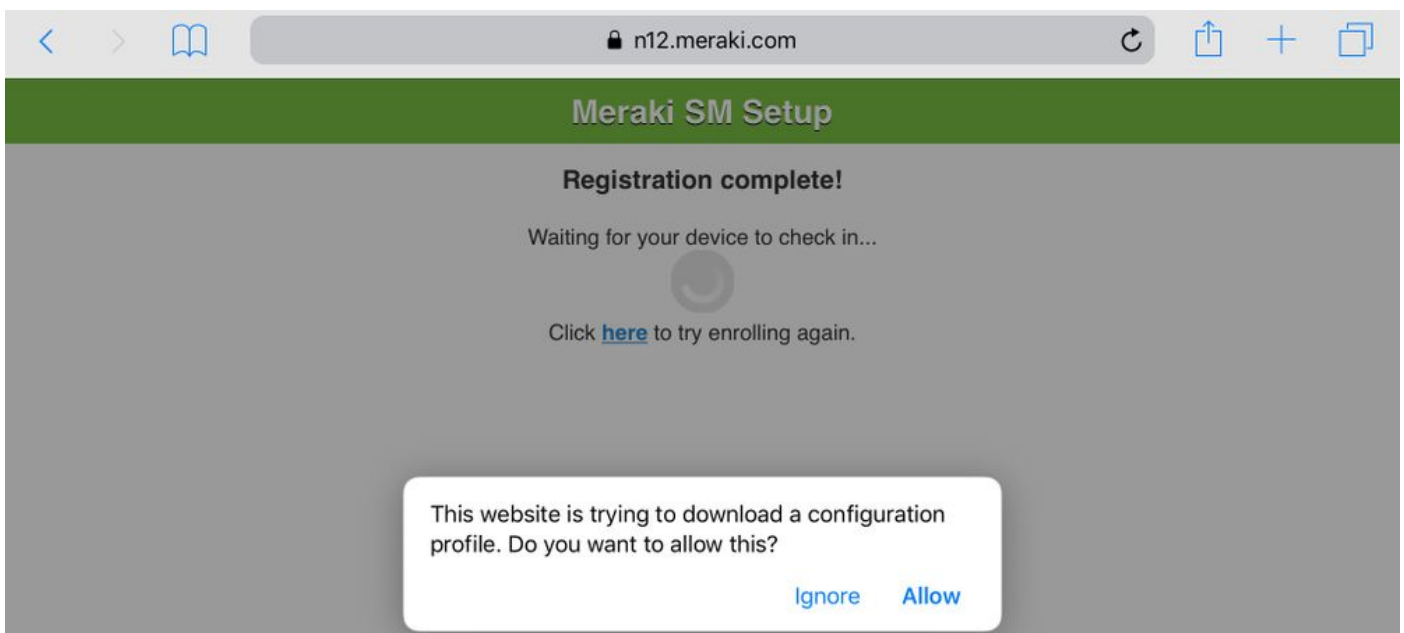 n12.meraki.com
Meraki SM Setup
Registration complete!
Waiting for your device to check in...
Click here to try enrolling again.
This website is trying to download a configuration
profile. Do you want to allow this?
Ignore Allow